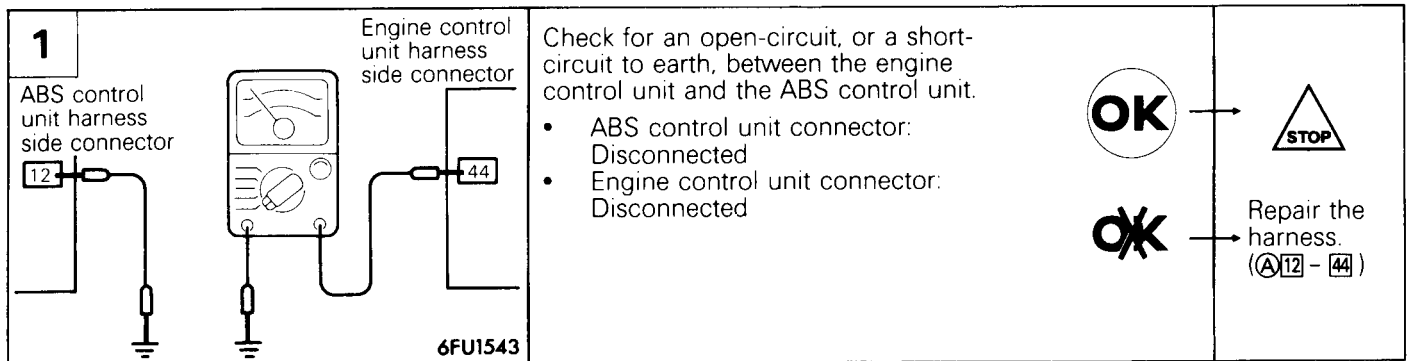 1
Engine control
unit harness
side connector
ABS control
unit harness
side connector
12
44
6FU1543
Check for an open-circuit, or a short-
circuit to earth, between the engine
control unit and the ABS control unit.
• ABS control unit connector:
Disconnected
• Engine control unit connector:
Disconnected
OK
STOP
OK
Repair the
harness.
(Ⓐ 12 – 44 )